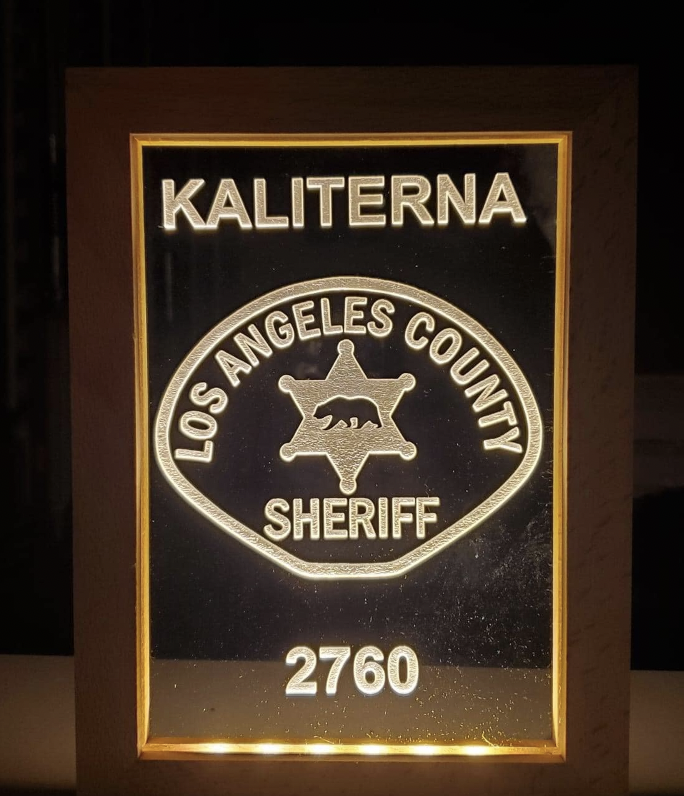 KALITERNA
LOS ANGELES COUNTY
SHERIFF
2760